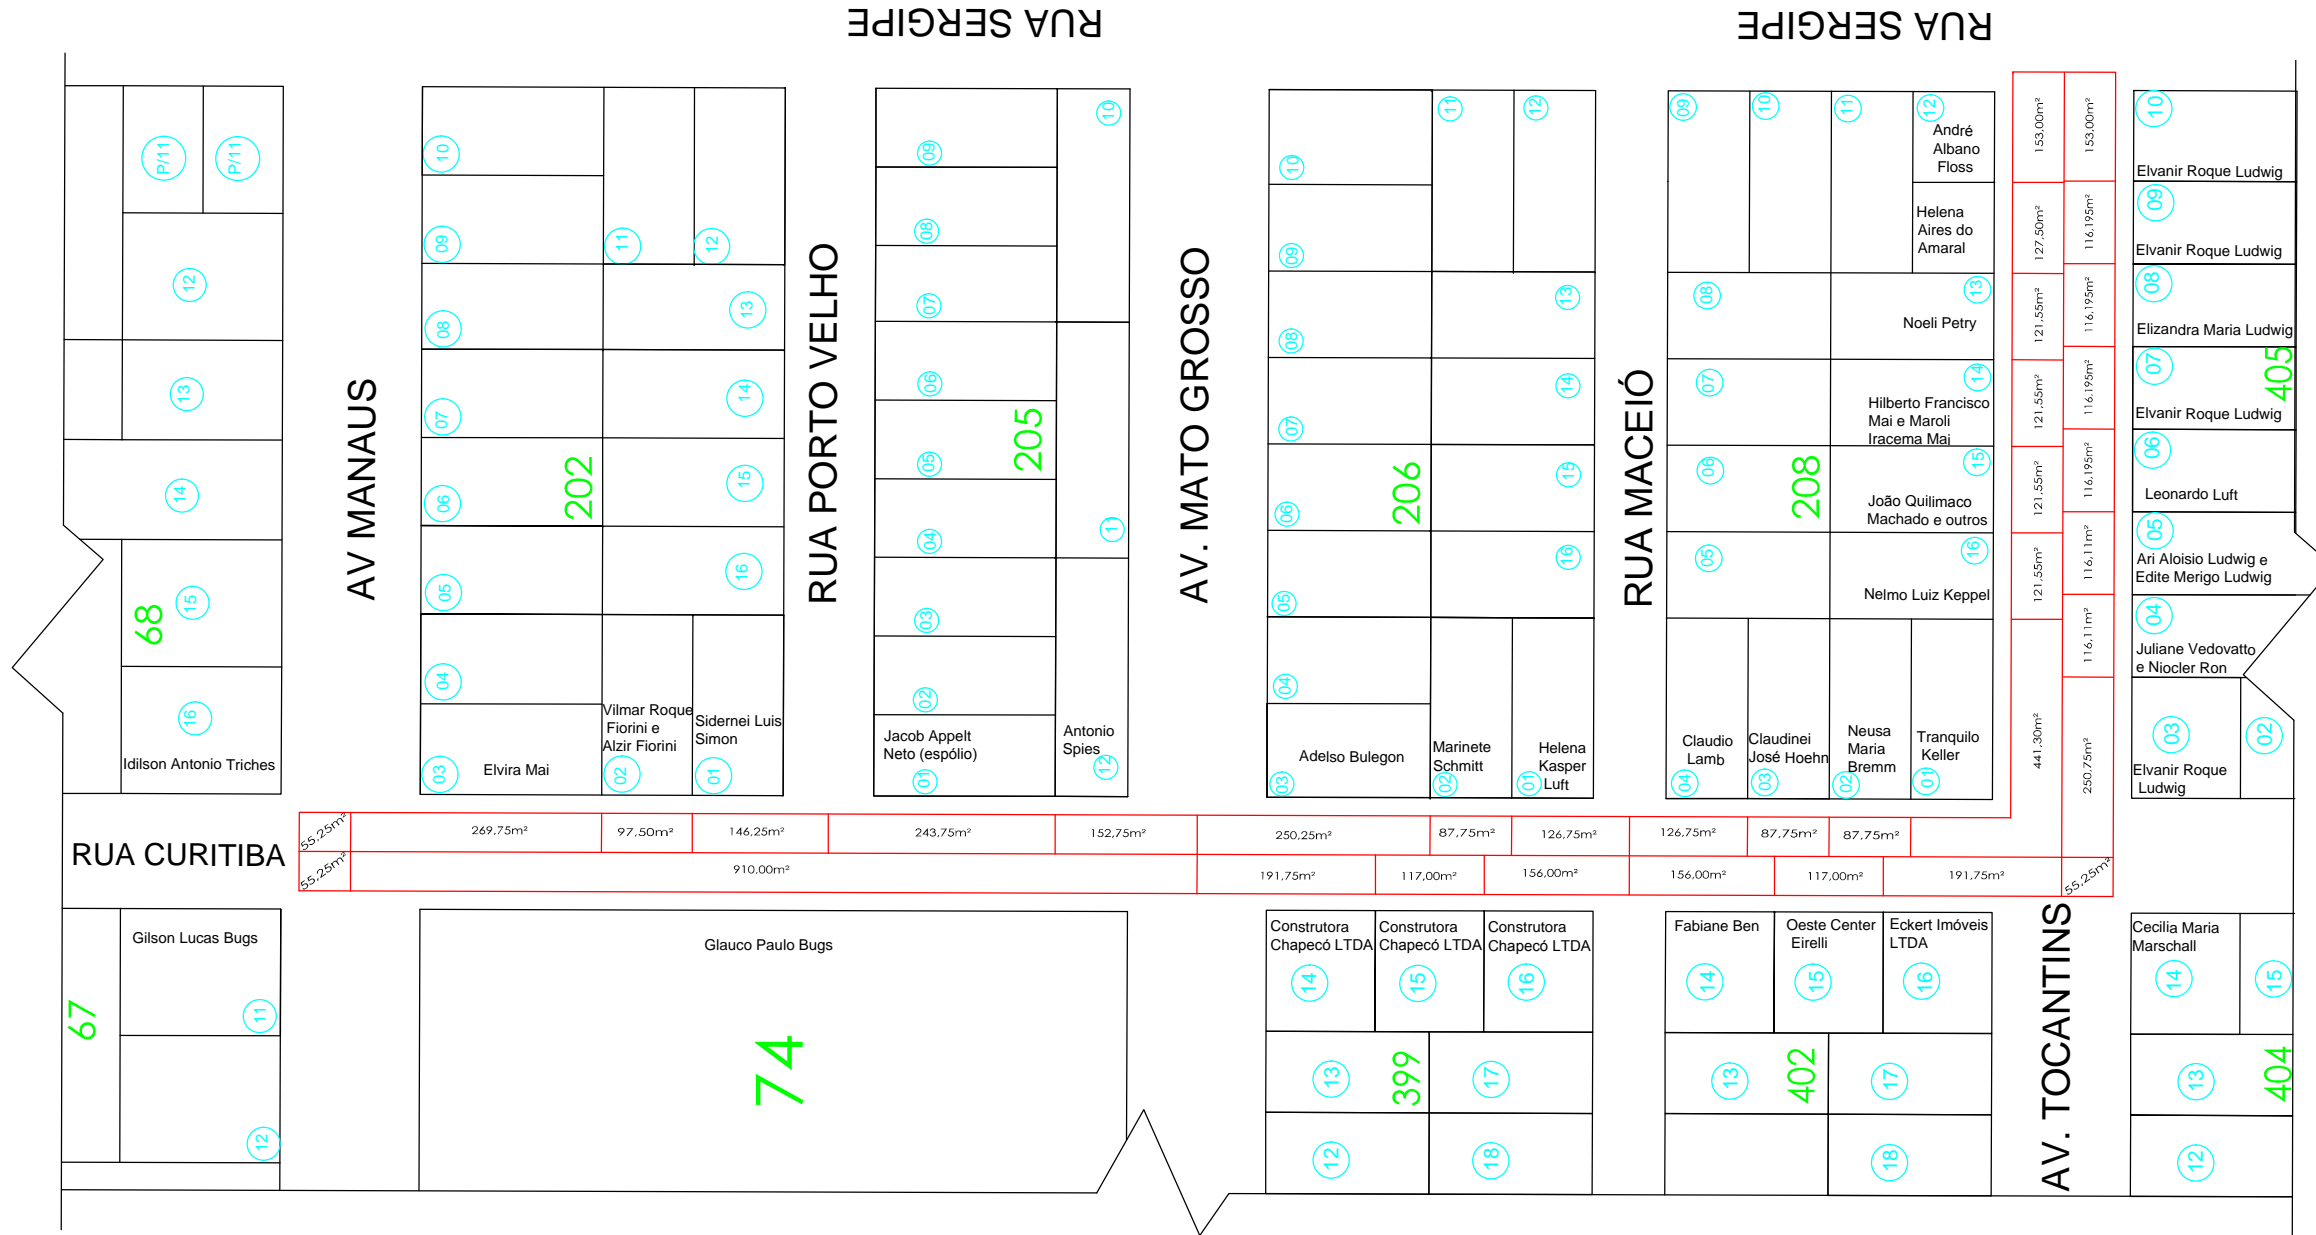 RUA SERGIPE
RUA SERGIPE
P/11
P/11
12
13
14
15
68
16
Idilson Antonio Triches
AV MANAUS
10
09
11
12
08
13
07
14
06
202
15
05
16
04
03
Elvira Mai
Vilmar Roque
Fiorini e
Alzir Fiorini
02
Sidernei Luis
Simon
01
RUA PORTO VELHO
09
10
08
07
06
205
05
04
11
03
02
Jacob Appelt
Neto (espólio)
01
Antonio
Spies
12
AV. MATO GROSSO
10
11
12
09
08
13
07
14
06
206
15
05
16
04
03
Adelso Bulegon
Marinete
Schmitt
02
Helena
Kasper
Luft
01
RUA MACEIÓ
09
10
11
12
André
Albano
Floss
Helena
Aires do
Amaral
08
13
Noeli Petry
07
14
Hilberto Francisco
Mai e Maroli
Iracema Mai
06
208
15
João Quilimaco
Machado e outros
05
16
Nelmo Luiz Keppel
Claudio
Lamb
04
Claudinei
José Hoehn
03
Neusa
Maria
Bremm
02
Tranquilo
Keller
01
153,00m²
153,00m²
127,50m²
116,195m²
121,55m²
116,195m²
121,55m²
116,195m²
121,55m²
116,195m²
121,55m²
116,11m²
116,11m²
441,30m²
250,75m²
10
Elvanir Roque Ludwig
09
Elvanir Roque Ludwig
08
Elizandra Maria Ludwig
07
405
Elvanir Roque Ludwig
06
Leonardo Luft
05
Ari Aloisio Ludwig e
Edite Merigo Ludwig
04
Juliane Vedovatto
e Niocler Ron
03
02
Elvanir Roque
Ludwig
RUA CURITIBA
55,25m²
269,75m²
97,50m²
146,25m²
243,75m²
152,75m²
250,25m²
87,75m²
126,75m²
126,75m²
87,75m²
87,75m²
55,25m²
910,00m²
191,75m²
117,00m²
156,00m²
156,00m²
117,00m²
191,75m²
55,25m²
Gilson Lucas Bugs
67
11
12
Glauco Paulo Bugs
74
Construtora
Chapecó LTDA
14
Construtora
Chapecó LTDA
15
Construtora
Chapecó LTDA
16
13
399
17
12
18
Fabiane Ben
14
Oeste Center
Eirelli
15
Eckert Imóveis
LTDA
16
13
402
17
18
AV. TOCANTINS
Cecilia Maria
Marschall
14
15
13
404
12